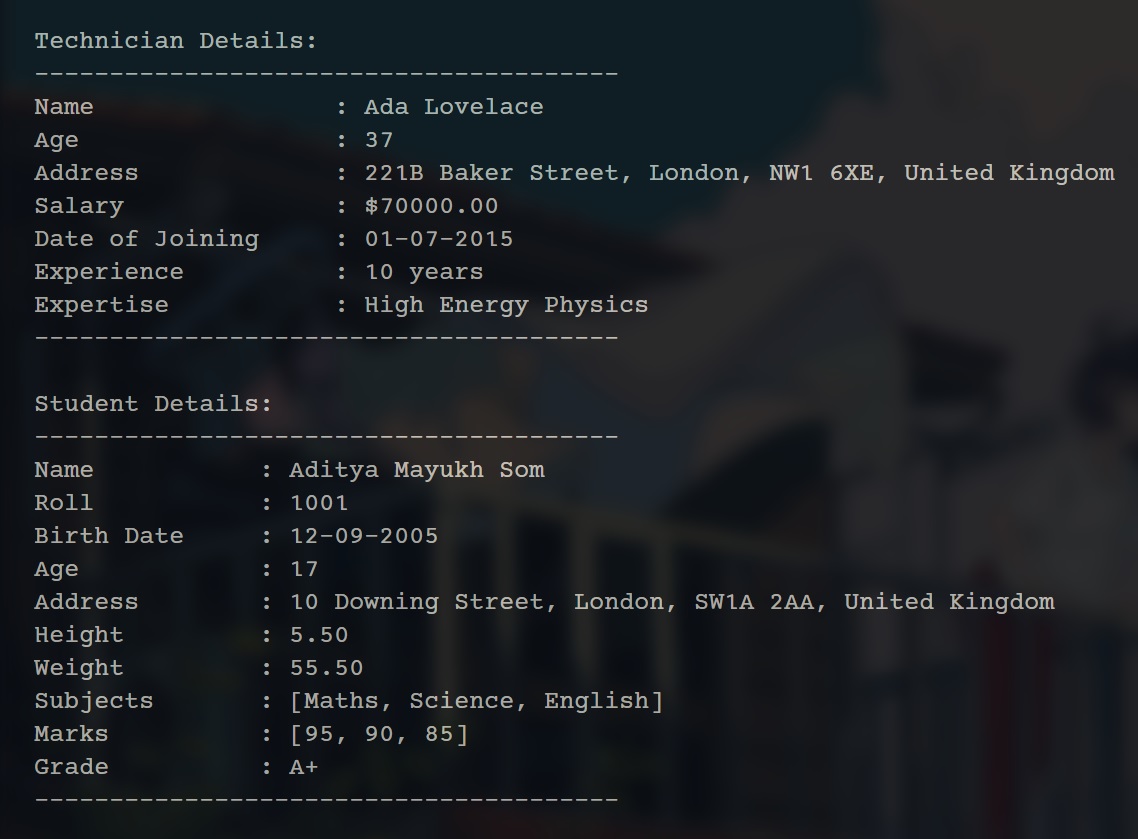 Technician Details:
---------------------------------------
Name                : Ada Lovelace
Age                 : 37
Address             : 221B Baker Street, London, NW1 6XE, United Kingdom
Salary              : $70000.00
Date of Joining     : 01-07-2015
Experience          : 10 years
Expertise           : High Energy Physics
---------------------------------------

Student Details:
---------------------------------------
Name           : Aditya Mayukh Som
Roll           : 1001
Birth Date     : 12-09-2005
Age            : 17
Address        : 10 Downing Street, London, SW1A 2AA, United Kingdom
Height         : 5.50
Weight         : 55.50
Subjects       : [Maths, Science, English]
Marks          : [95, 90, 85]
Grade          : A+
---------------------------------------